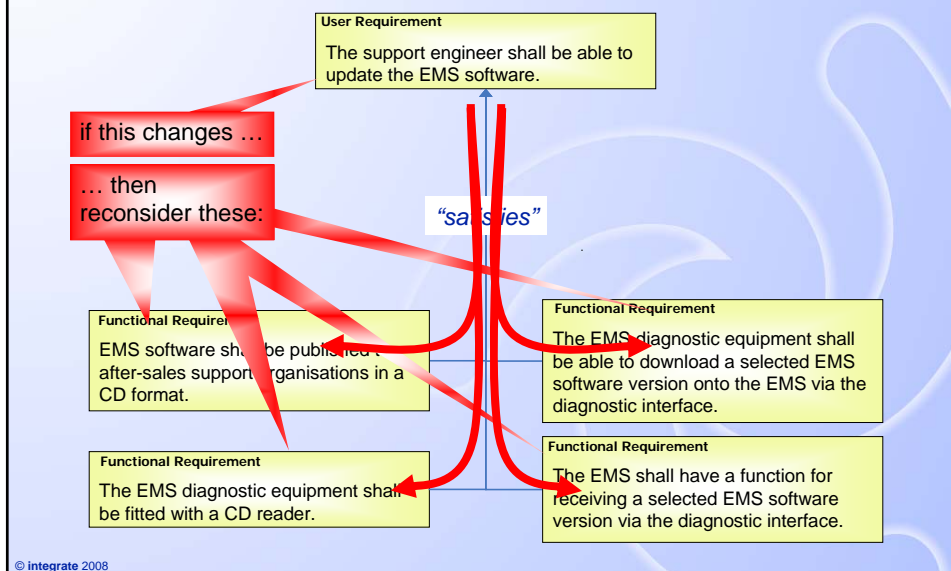 User Requirement
The support engineer shall be able to
update the EMS software.
if this changes …
… then
reconsider these:
"satisfies"
Functional Requirem
EMS software shall be published t
after-sales support organisations in a
CD format.
Functional Requirement
The EMS diagnostic equipment shall
be able to download a selected EMS
software version onto the EMS via the
diagnostic interface.
Functional Requirement
The EMS diagnostic equipment shall
be fitted with a CD reader.
Functional Requirement
The EMS shall have a function for
receiving a selected EMS software
version via the diagnostic interface.
© integrate 2008